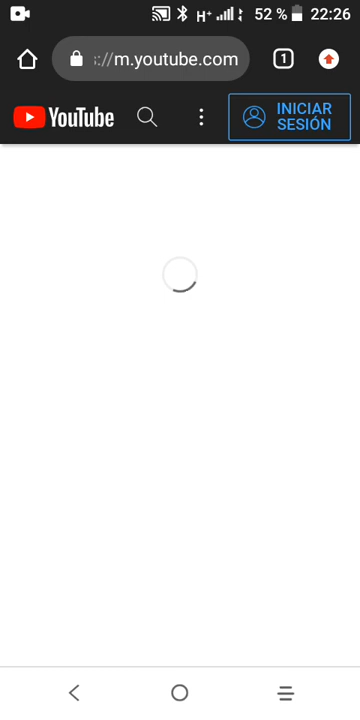 H+ 52 % 22:26
://m.youtube.com 1
YouTube
INICIAR
SESIÓN